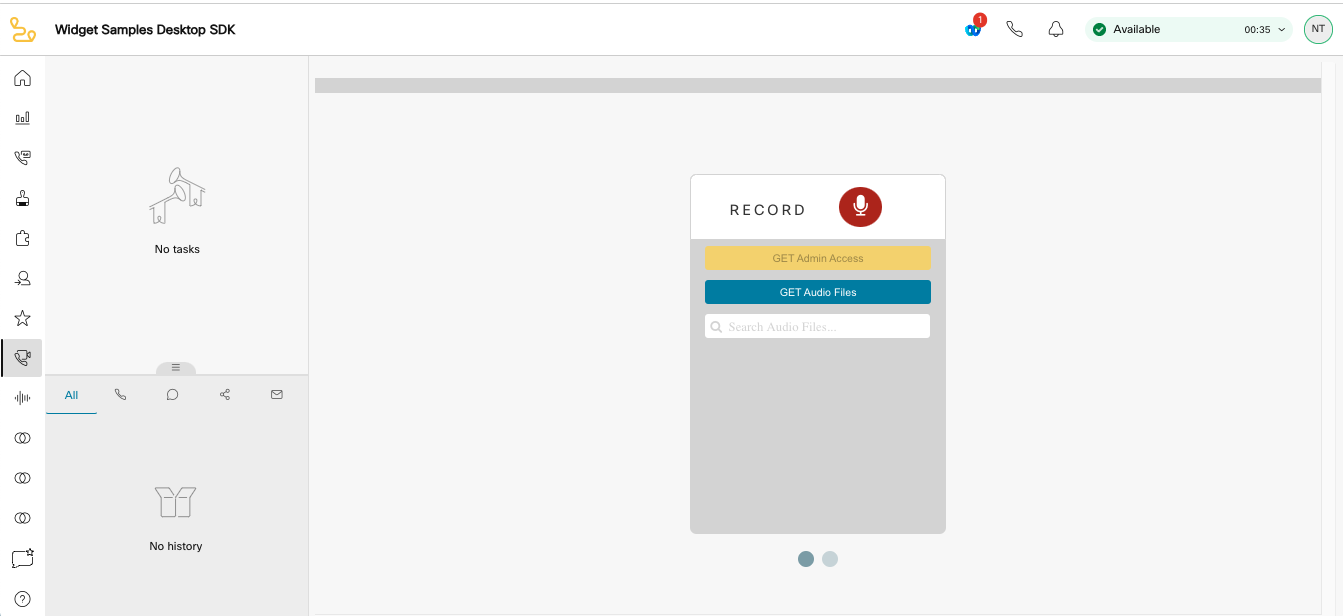 Widget Samples Desktop SDK
1
Available
00:35
NT
No tasks
All
No history
RECORD
GET Admin Access
GET Audio Files
Search Audio Files...